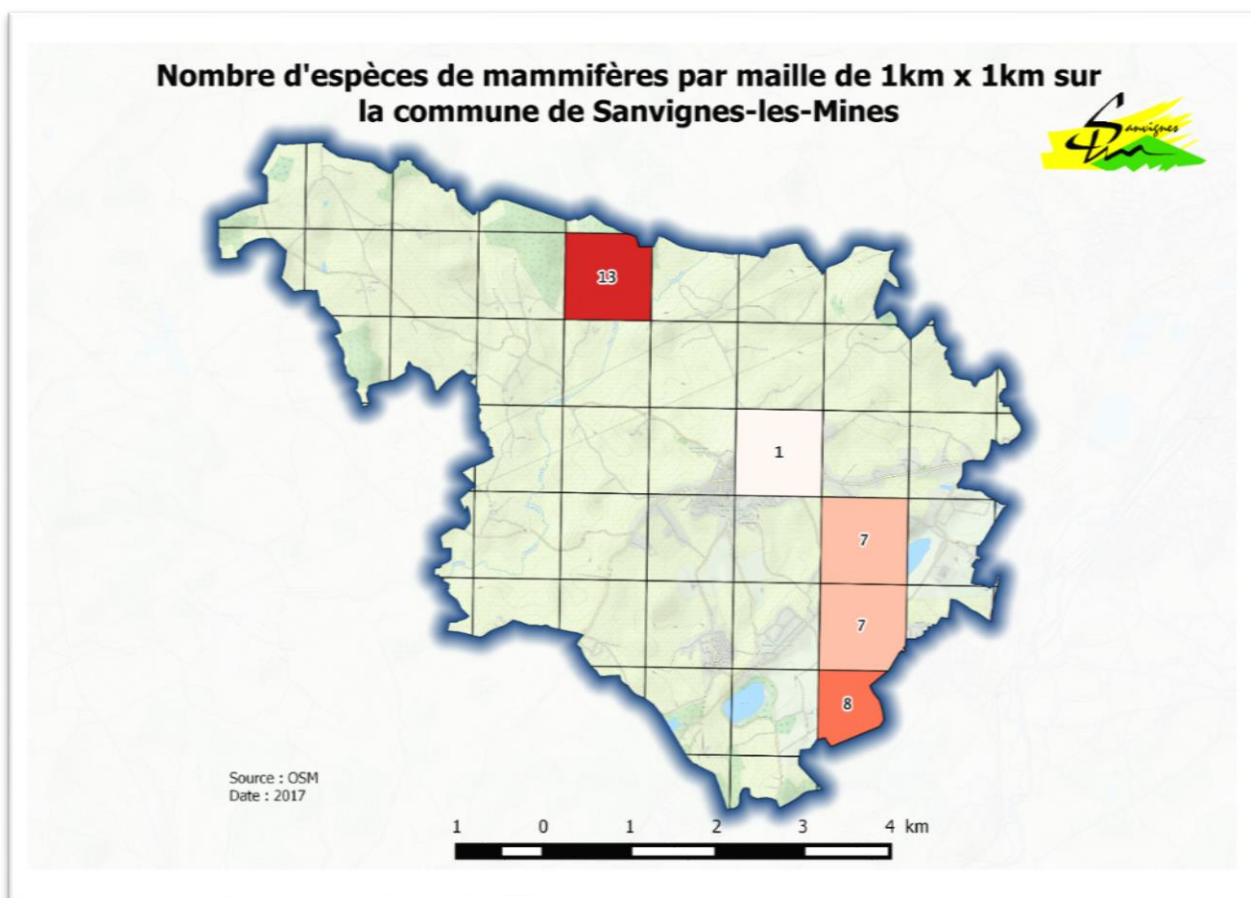 Nombre d'espèces de mammifères par maille de 1km x 1km sur
la commune de Sanvignes-les-Mines
Sanvignes
13
1
7
7
8
Source : OSM
Date : 2017
1 0 1 2 3 4 km